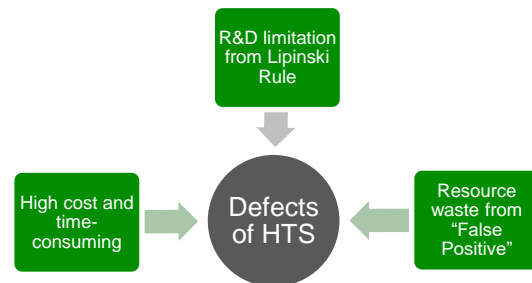 R&D limitation
from Lipinski
Rule
High cost and
time-
consuming
Defects
of HTS
Resource
waste from
“False
Positive”